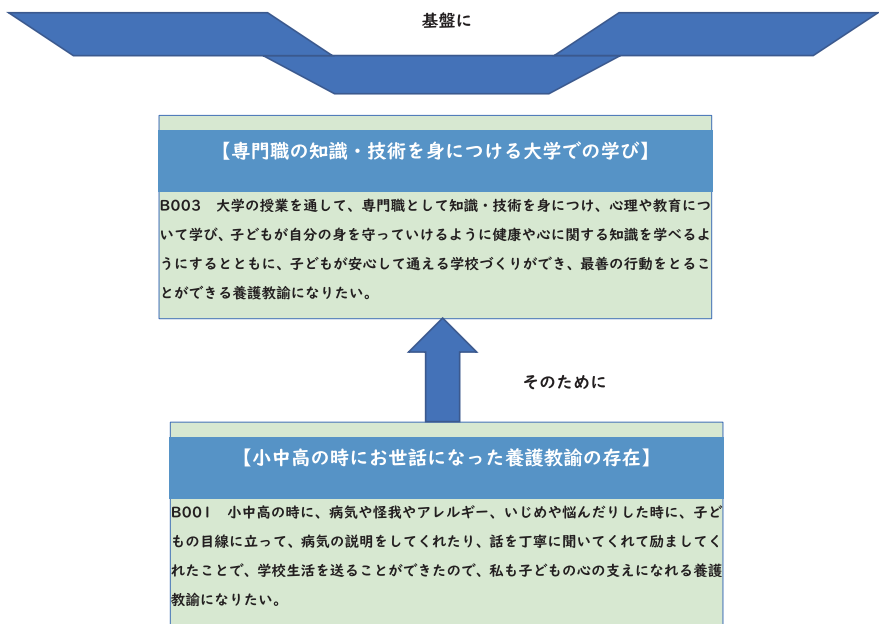 基盤に
【専門職の知識・技術を身につける大学での学び】
B003　大学の授業を通して、専門職として知識・技術を身につけ、心理や教育につ
いて学び、子どもが自分の身を守っていけるように健康や心に関する知識を学べるよ
うにするとともに、子どもが安心して通える学校づくりができ、最善の行動をとるこ
とができる養護教諭になりたい。
そのために
【小中高の時にお世話になった養護教諭の存在】
B001　小中高の時に、病気や怪我やアレルギー、いじめや悩んだりした時に、子ど
もの目線に立って、病気の説明をしてくれたり、話を丁寧に聞いてくれて励ましてく
れたことで、学校生活を送ることができたので、私も子どもの心の支えになれる養護
教諭になりたい。